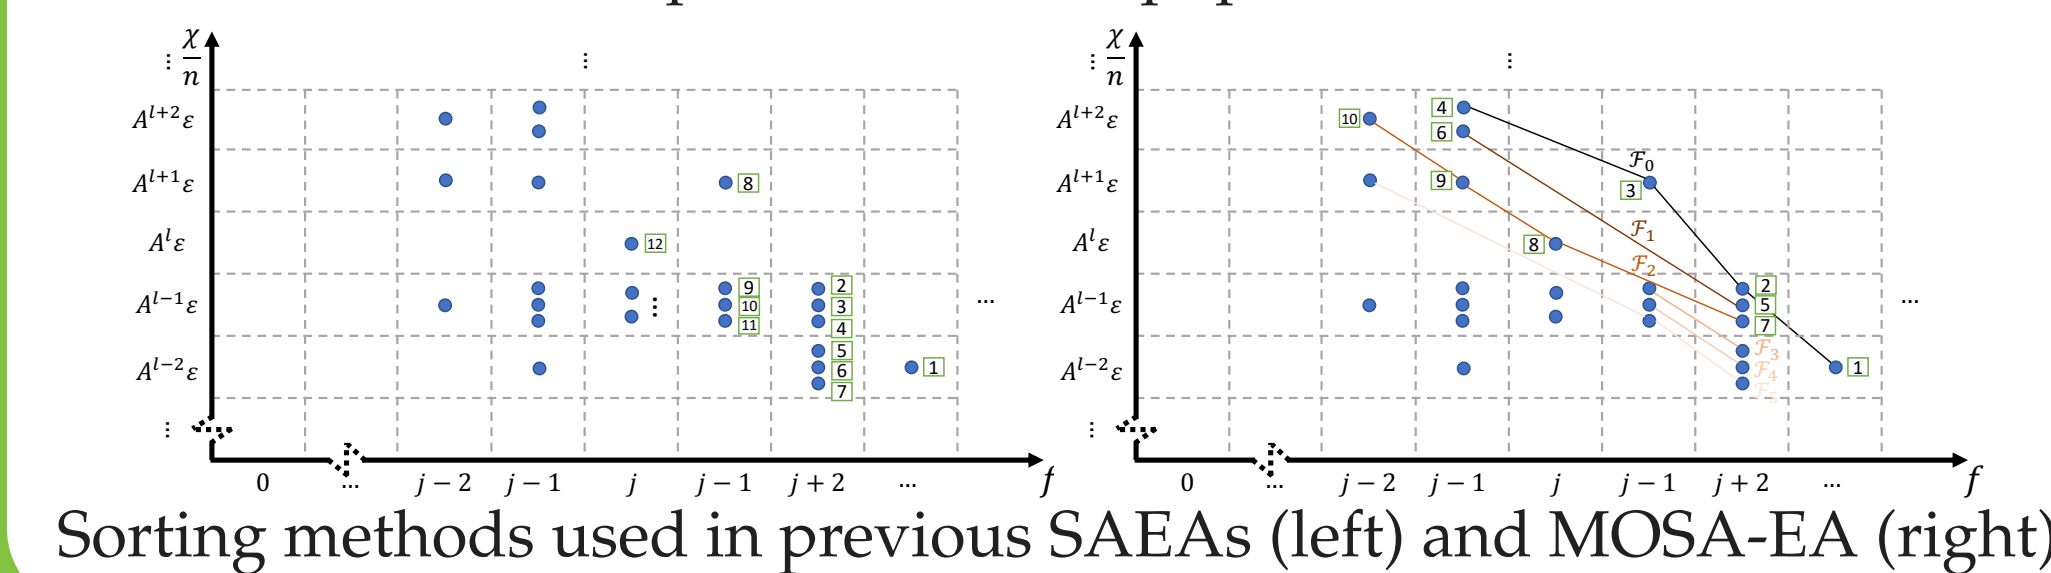 χ/n
⋮
⋮
A^{l+2}ε
A^{l+1}ε 8
A^l ε 12
A^{l−1}ε ⋮ 9 2 ...
10 3
11 4
A^{l−2}ε 5 1
6
7
⋮
0 ... j − 2 j − 1 j j − 1 j + 2 ... f
χ/n
⋮
⋮
A^{l+2}ε 10 4
6
ℱ₀
A^{l+1}ε 9 3
ℱ₁
A^l ε 8
ℱ₂
A^{l−1}ε 2 ...
5
7
ℱ₃
A^{l−2}ε ℱ₄ 1
ℱ₅
⋮
0 ... j − 2 j − 1 j j − 1 j + 2 ... f
Sorting methods used in previous SAEAs (left) and MOSA-EA (right)